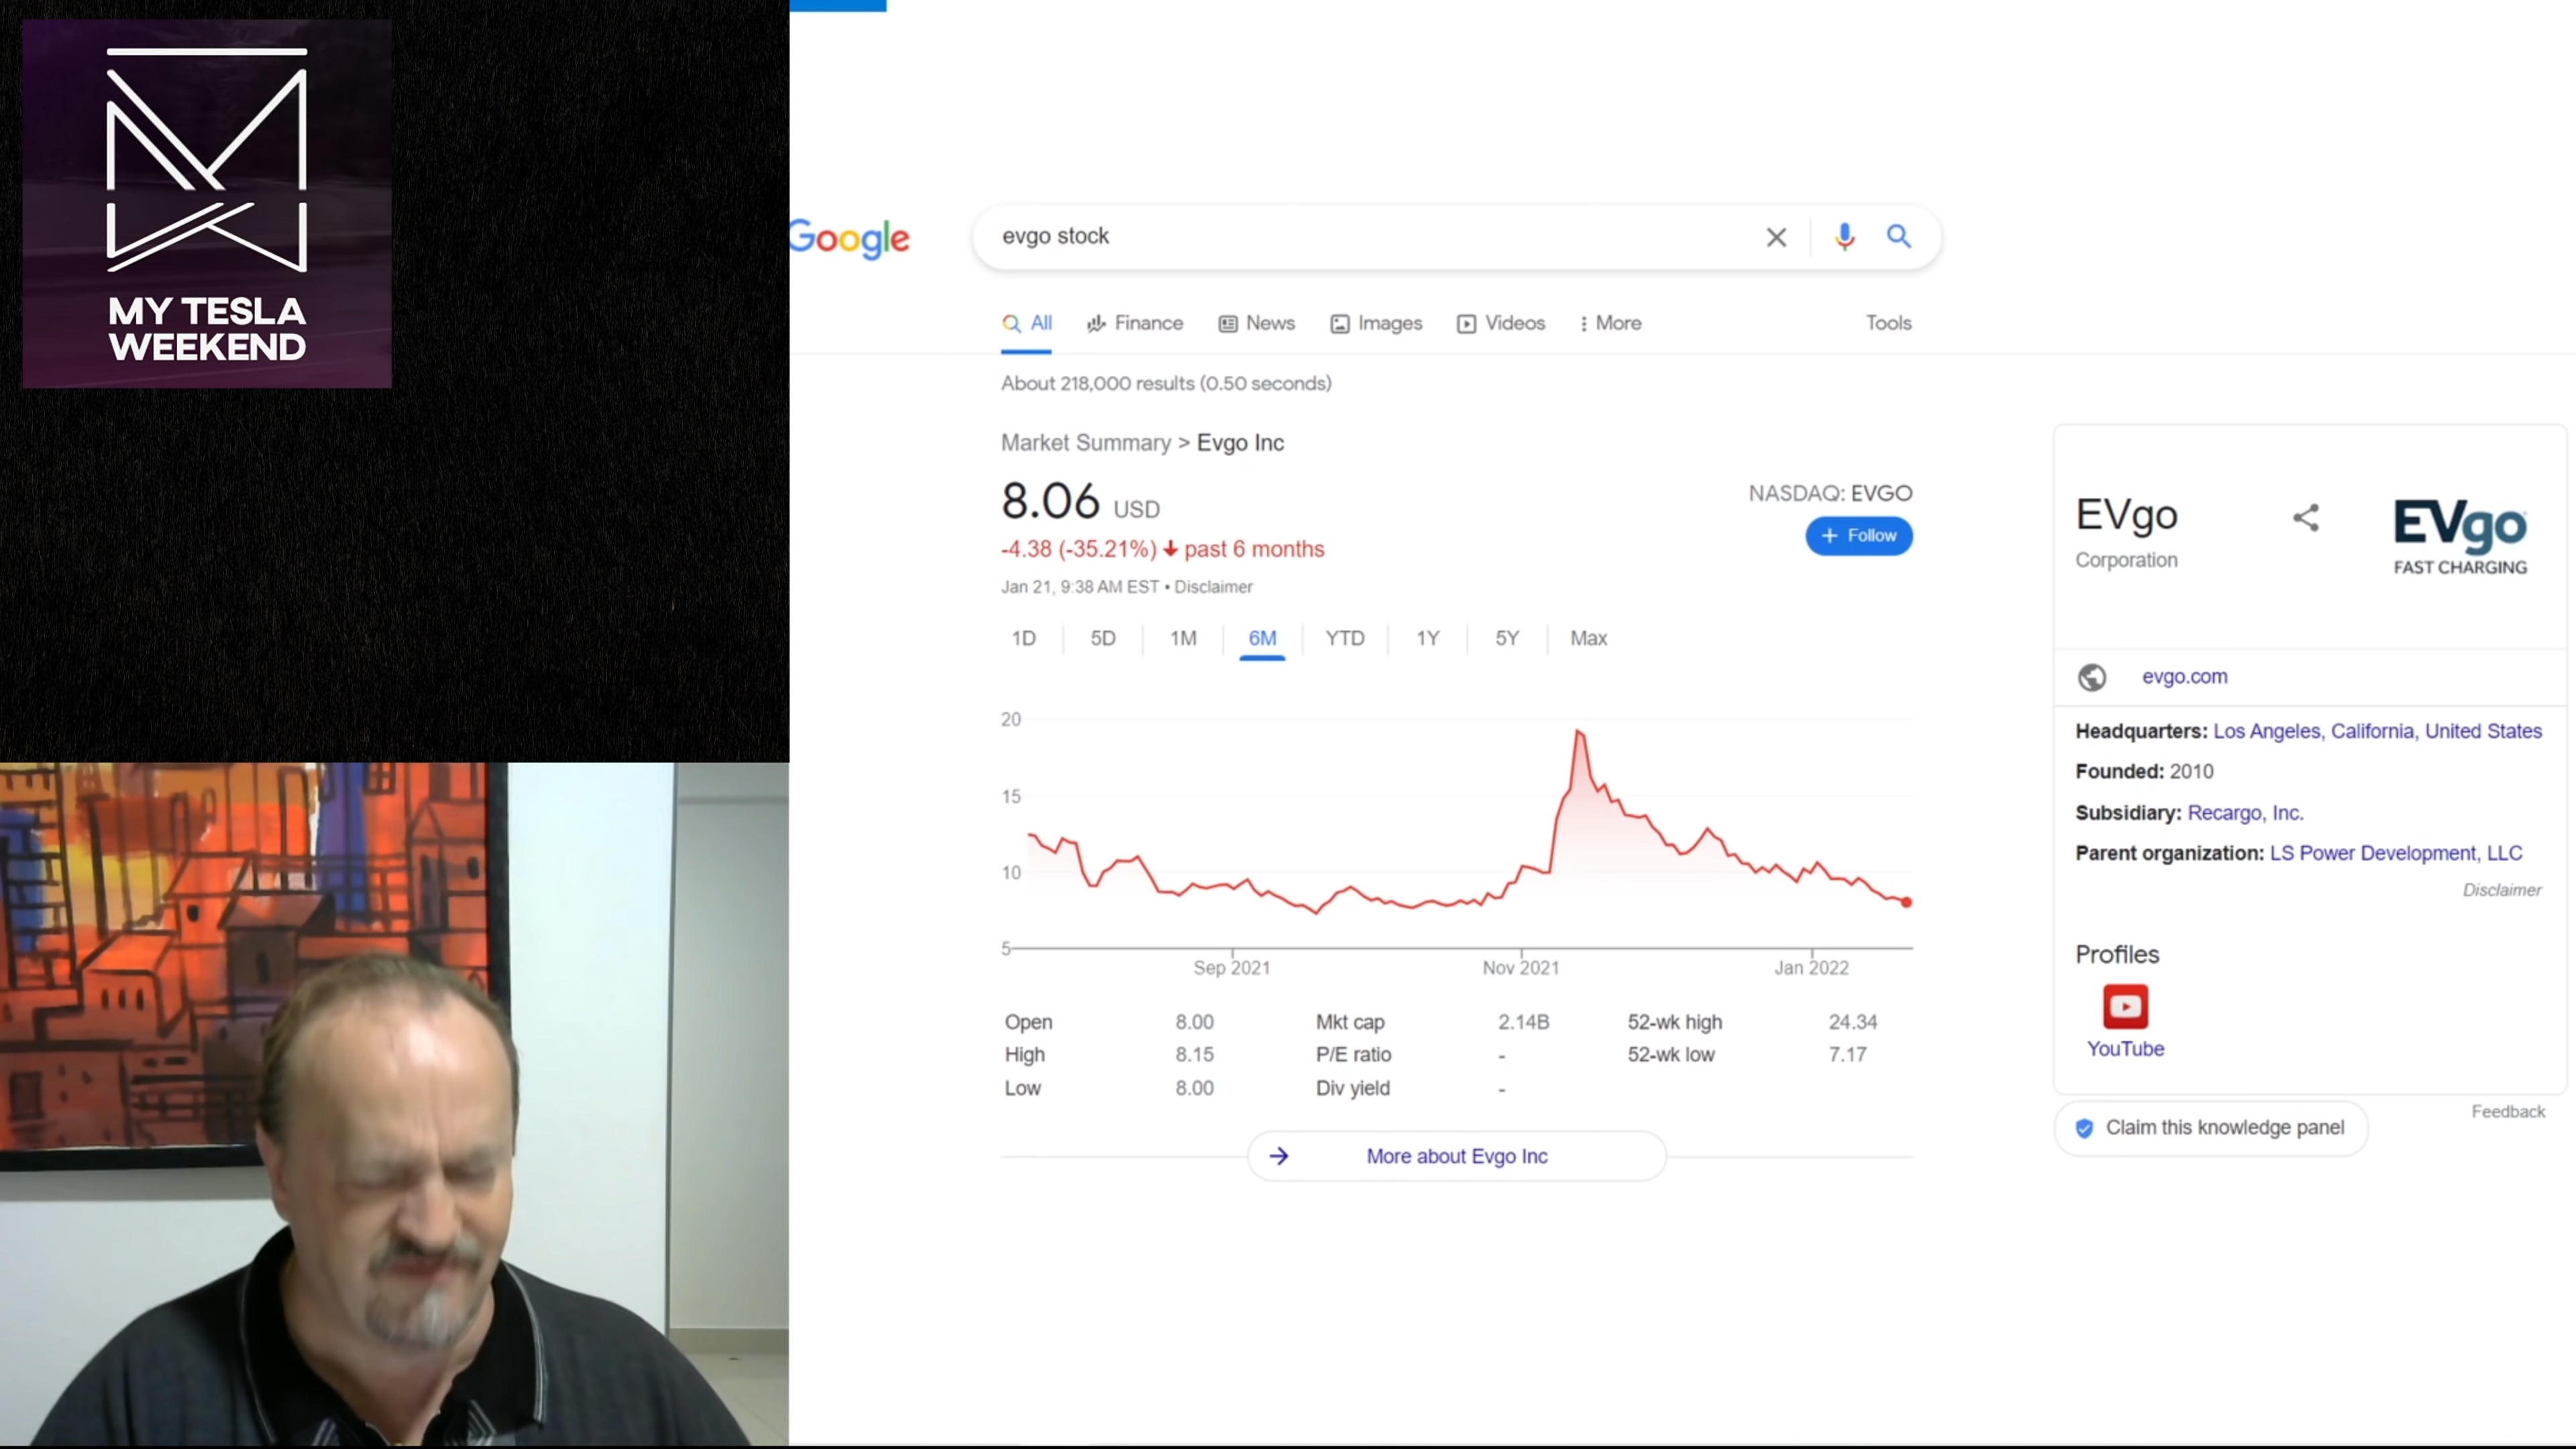 MY TESLA
WEEKEND
Google
evgo stock
All
Finance
News
Images
Videos
More
Tools
About 218,000 results (0.50 seconds)
Market Summary > Evgo Inc
8.06 USD
NASDAQ: EVGO
-4.38 (-35.21%) past 6 months
+ Follow
Jan 21, 9:38 AM EST • Disclaimer
1D 5D 1M 6M YTD 1Y 5Y Max
20
15
10
5
Sep 2021 Nov 2021 Jan 2022
Open 8.00 Mkt cap 2.14B 52-wk high 24.34
High 8.15 P/E ratio - 52-wk low 7.17
Low 8.00 Div yield -
More about Evgo Inc
EVgo
Corporation
EVgo
FAST CHARGING
evgo.com
Headquarters: Los Angeles, California, United States
Founded: 2010
Subsidiary: Recargo, Inc.
Parent organization: LS Power Development, LLC
Disclaimer
Profiles
YouTube
Feedback
Claim this knowledge panel